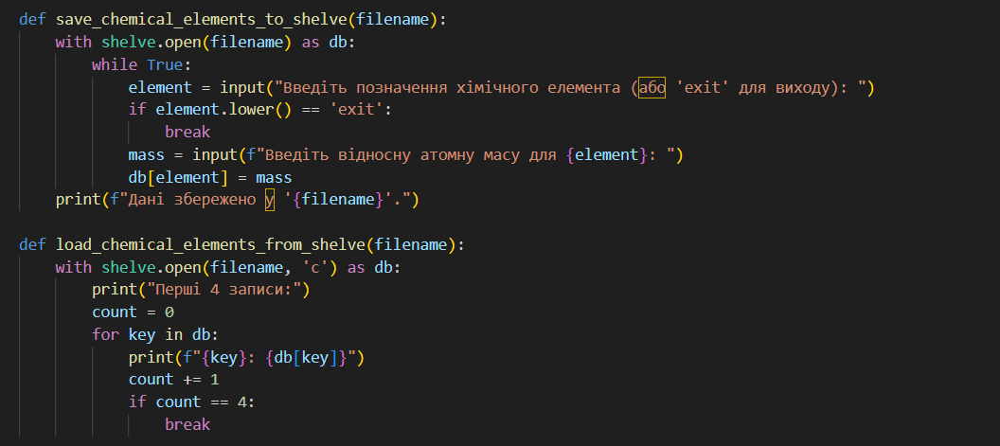 def save_chemical_elements_to_shelve(filename):
    with shelve.open(filename) as db:
        while True:
            element = input("Введіть позначення хімічного елемента (або 'exit' для виходу): ")
            if element.lower() == 'exit':
                break
            mass = input(f"Введіть відносну атомну масу для {element}: ")
            db[element] = mass
    print(f"Дані збережено у '{filename}'.")

def load_chemical_elements_from_shelve(filename):
    with shelve.open(filename, 'c') as db:
        print("Перші 4 записи:")
        count = 0
        for key in db:
            print(f"{key}: {db[key]}")
            count += 1
            if count == 4:
                break